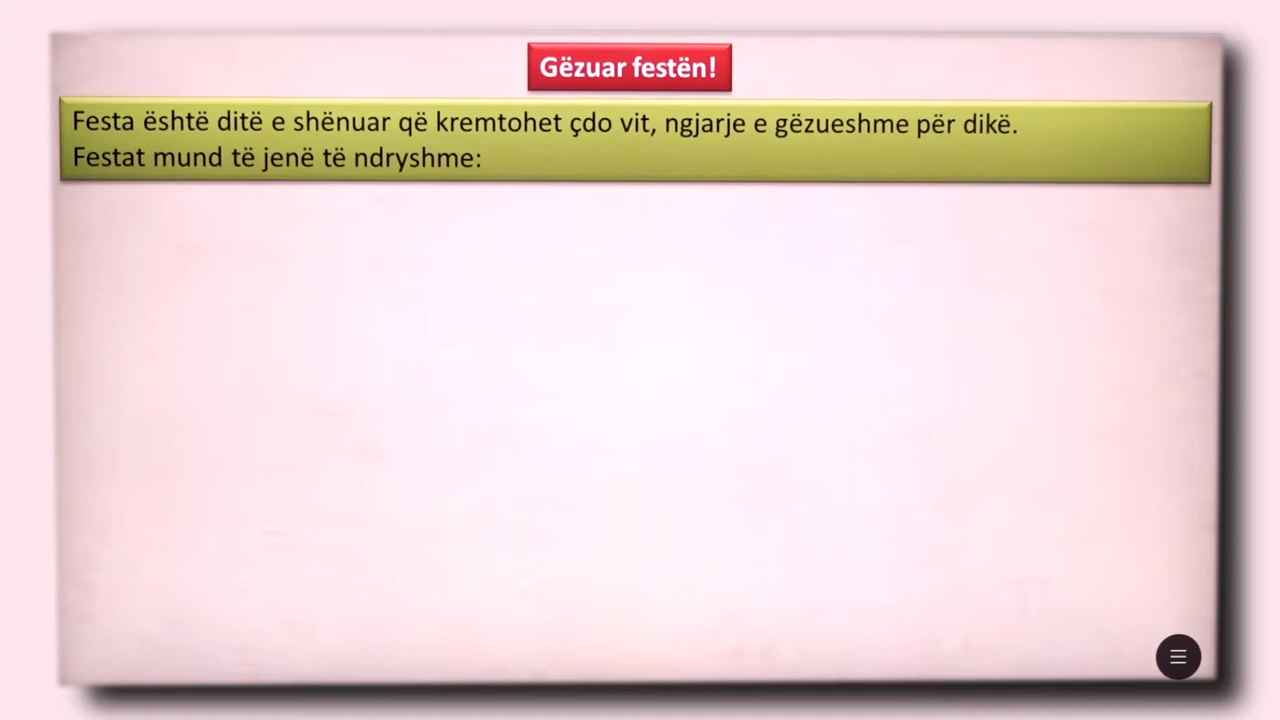 Gëzuar festën!
Festa është ditë e shënuar që kremtohet çdo vit, ngjarje e gëzueshme për dikë.
Festat mund të jenë të ndryshme: